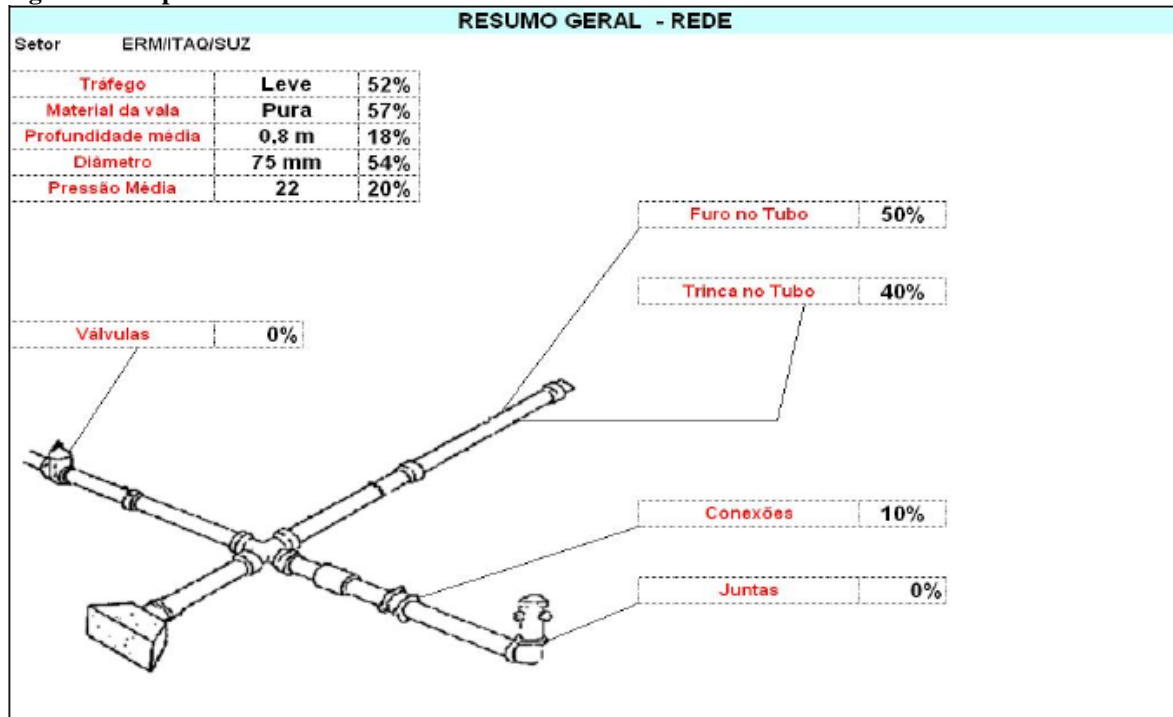 RESUMO GERAL - REDE
Setor ERM/ITAQ/SUZ
Tráfego Leve 52%
Material da vala Pura 57%
Profundidade média 0,8 m 18%
Diâmetro 75 mm 54%
Pressão Média 22 20%
Furo no Tubo 50%
Trinca no Tubo 40%
Válvulas 0%
Conexões 10%
Juntas 0%